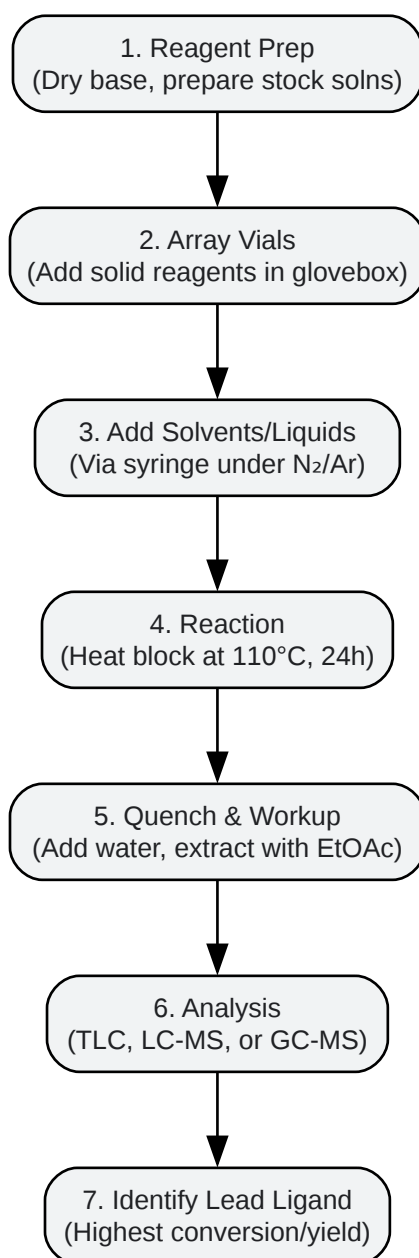 1. Reagent Prep
(Dry base, prepare stock solns)
2. Array Vials
(Add solid reagents in glovebox)
3. Add Solvents/Liquids
(Via syringe under N₂/Ar)
4. Reaction
(Heat block at 110°C, 24h)
5. Quench & Workup
(Add water, extract with EtOAc)
6. Analysis
(TLC, LC-MS, or GC-MS)
7. Identify Lead Ligand
(Highest conversion/yield)